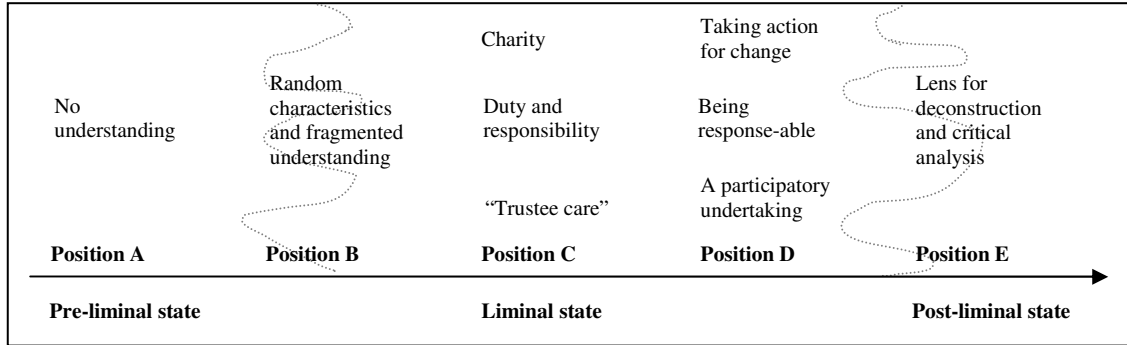 Charity
Taking action
for change
No
understanding
Random
characteristics
and fragmented
understanding
Duty and
responsibility
Being
response-able
Lens for
deconstruction
and critical
analysis
“Trustee care”
A participatory
undertaking
Position A
Position B
Position C
Position D
Position E
Pre-liminal state
Liminal state
Post-liminal state